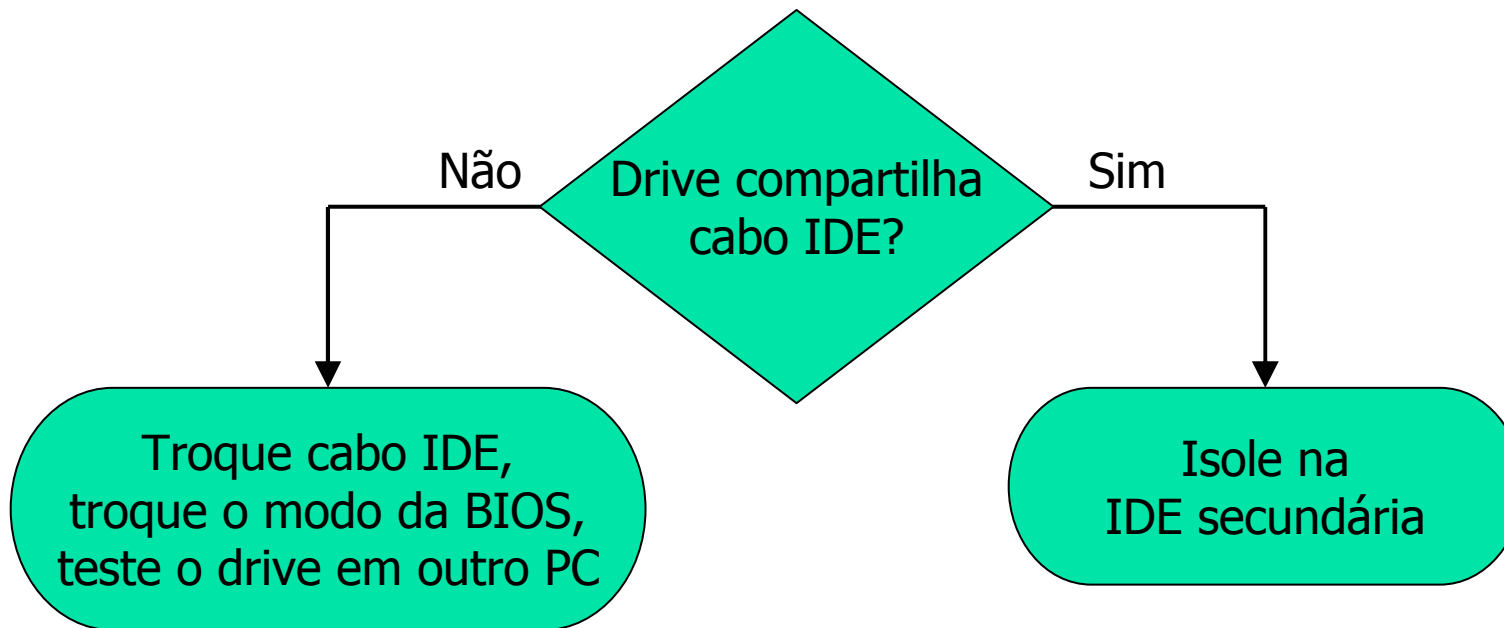 Não
Drive compartilha
cabo IDE?
Sim
Troque cabo IDE,
troque o modo da BIOS,
teste o drive em outro PC
Isole na
IDE secundária